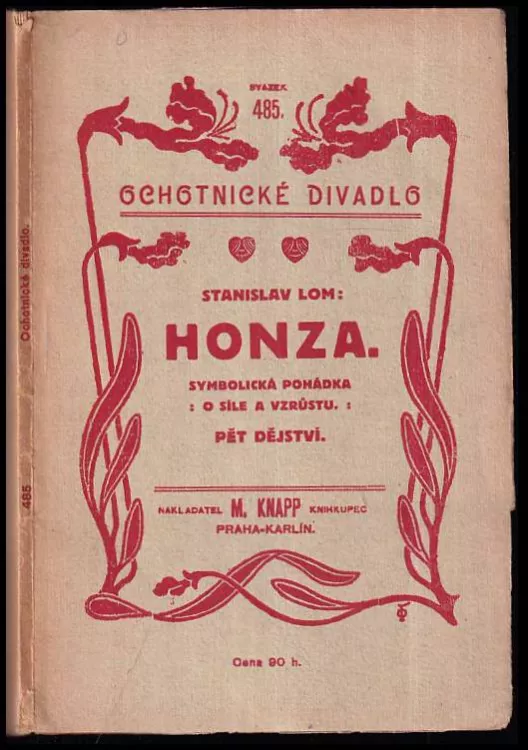 SVAZEK
485.
OCHOTNICKÉ DIVADLO
STANISLAV LOM:
HONZA.
SYMBOLICKÁ POHÁDKA
: O SÍLE A VZRŮSTU. :
PĚT DĚJSTVÍ.
NAKLADATEL M. KNAPP KNIHKUPEC
PRAHA-KARLÍN.
Cena 90 h.
Ochotnické divadlo.
485